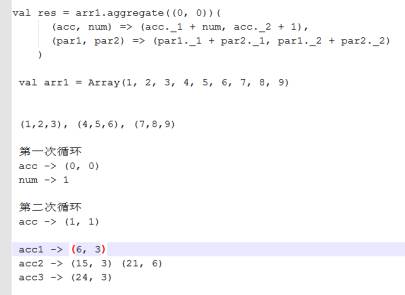 val res = arr1.aggregate((0, 0))(
(acc, num) => (acc._1 + num, acc._2 + 1),
(par1, par2) => (par1._1 + par2._1, par1._2 + par2._2)
)
val arr1 = Array(1, 2, 3, 4, 5, 6, 7, 8, 9)
(1,2,3), (4,5,6), (7,8,9)
第一次循环
acc -> (0, 0)
num -> 1
第二次循环
acc -> (1, 1)
acc1 -> (6, 3)
acc2 -> (15, 3) (21, 6)
acc3 -> (24, 3)